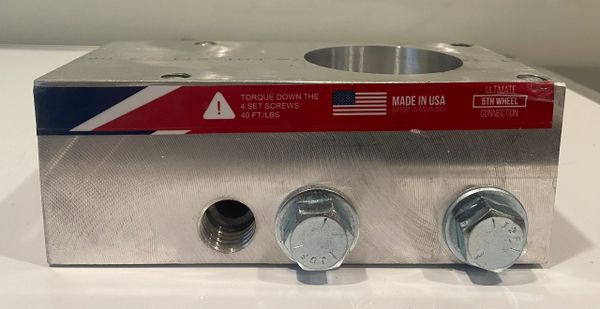 TORQUE DOWN THE
4 SET SCREWS
40 FT/LBS
MADE IN USA
ULTIMATE
5TH WHEEL
CONNECTION